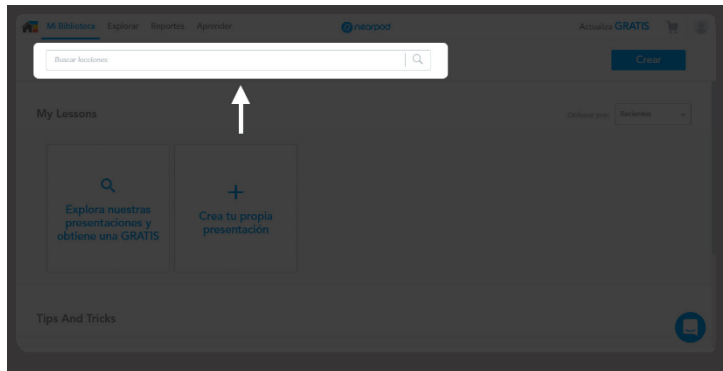 Mi Biblioteca Explorar Reportes Aprender nearpod Actualiza GRATIS
Buscar lecciones
Crear
My Lessons
Ordenar por: Recientes
Explora nuestras
presentaciones y
obtiene una GRATIS
Crea tu propia
presentación
Tips And Tricks